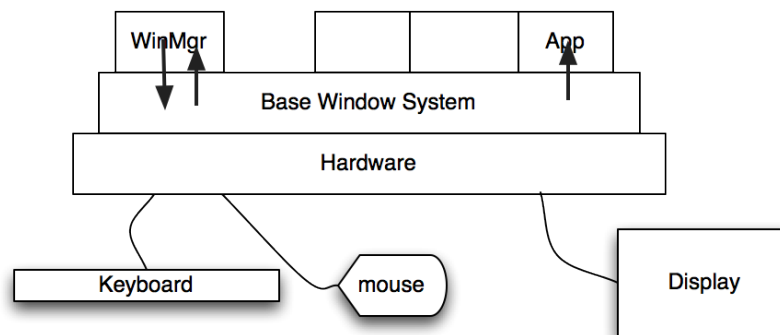 WinMgr
App
Base Window System
Hardware
Keyboard
mouse
Display